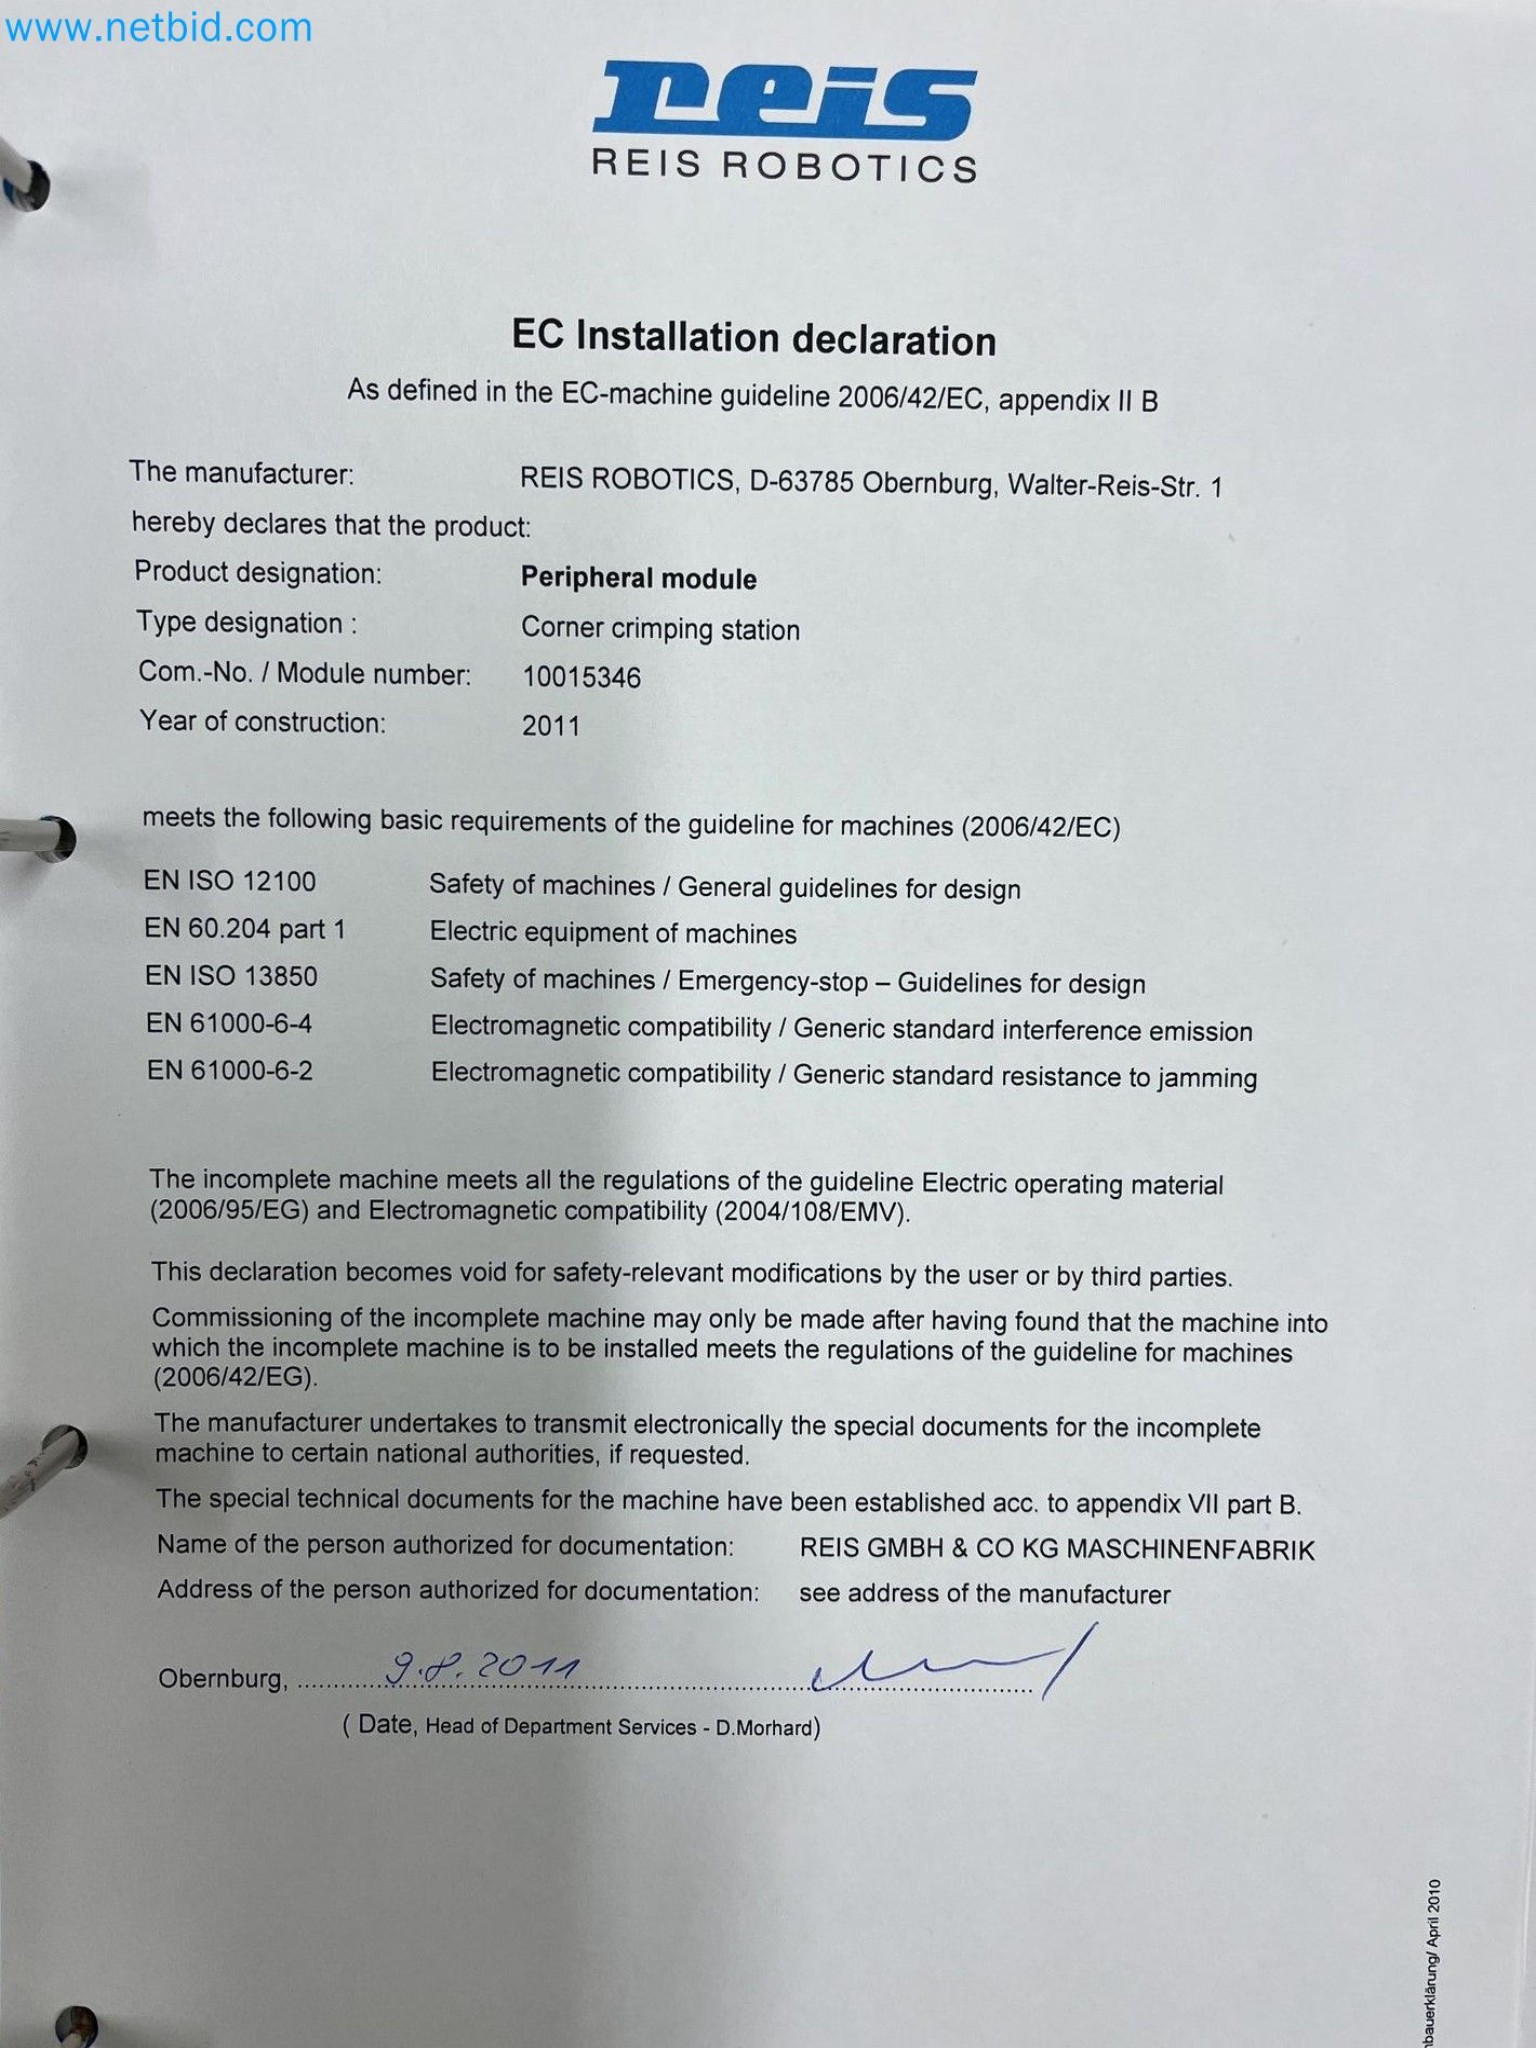 www.netbid.com
reis
REIS ROBOTICS
EC Installation declaration
As defined in the EC-machine guideline 2006/42/EC, appendix II B
The manufacturer: REIS ROBOTICS, D-63785 Obernburg, Walter-Reis-Str. 1
hereby declares that the product:
Product designation: Peripheral module
Type designation : Corner crimping station
Com.-No. / Module number: 10015346
Year of construction: 2011
meets the following basic requirements of the guideline for machines (2006/42/EC)
EN ISO 12100 Safety of machines / General guidelines for design
EN 60.204 part 1 Electric equipment of machines
EN ISO 13850 Safety of machines / Emergency-stop – Guidelines for design
EN 61000-6-4 Electromagnetic compatibility / Generic standard interference emission
EN 61000-6-2 Electromagnetic compatibility / Generic standard resistance to jamming
The incomplete machine meets all the regulations of the guideline Electric operating material
(2006/95/EG) and Electromagnetic compatibility (2004/108/EMV).
This declaration becomes void for safety-relevant modifications by the user or by third parties.
Commissioning of the incomplete machine may only be made after having found that the machine into
which the incomplete machine is to be installed meets the regulations of the guideline for machines
(2006/42/EG).
The manufacturer undertakes to transmit electronically the special documents for the incomplete
machine to certain national authorities, if requested.
The special technical documents for the machine have been established acc. to appendix VII part B.
Name of the person authorized for documentation: REIS GMBH & CO KG MASCHINENFABRIK
Address of the person authorized for documentation: see address of the manufacturer
Obernburg, 9.8.2011
( Date, Head of Department Services - D.Morhard)
bauerklärung/ April 2010